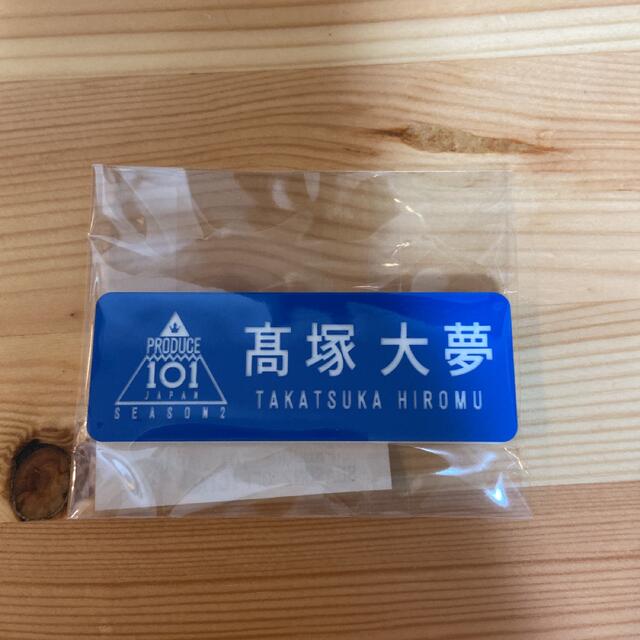 PRODUCE
101
JAPAN
SEASON2
髙塚 大夢
TAKATSUKA HIROMU